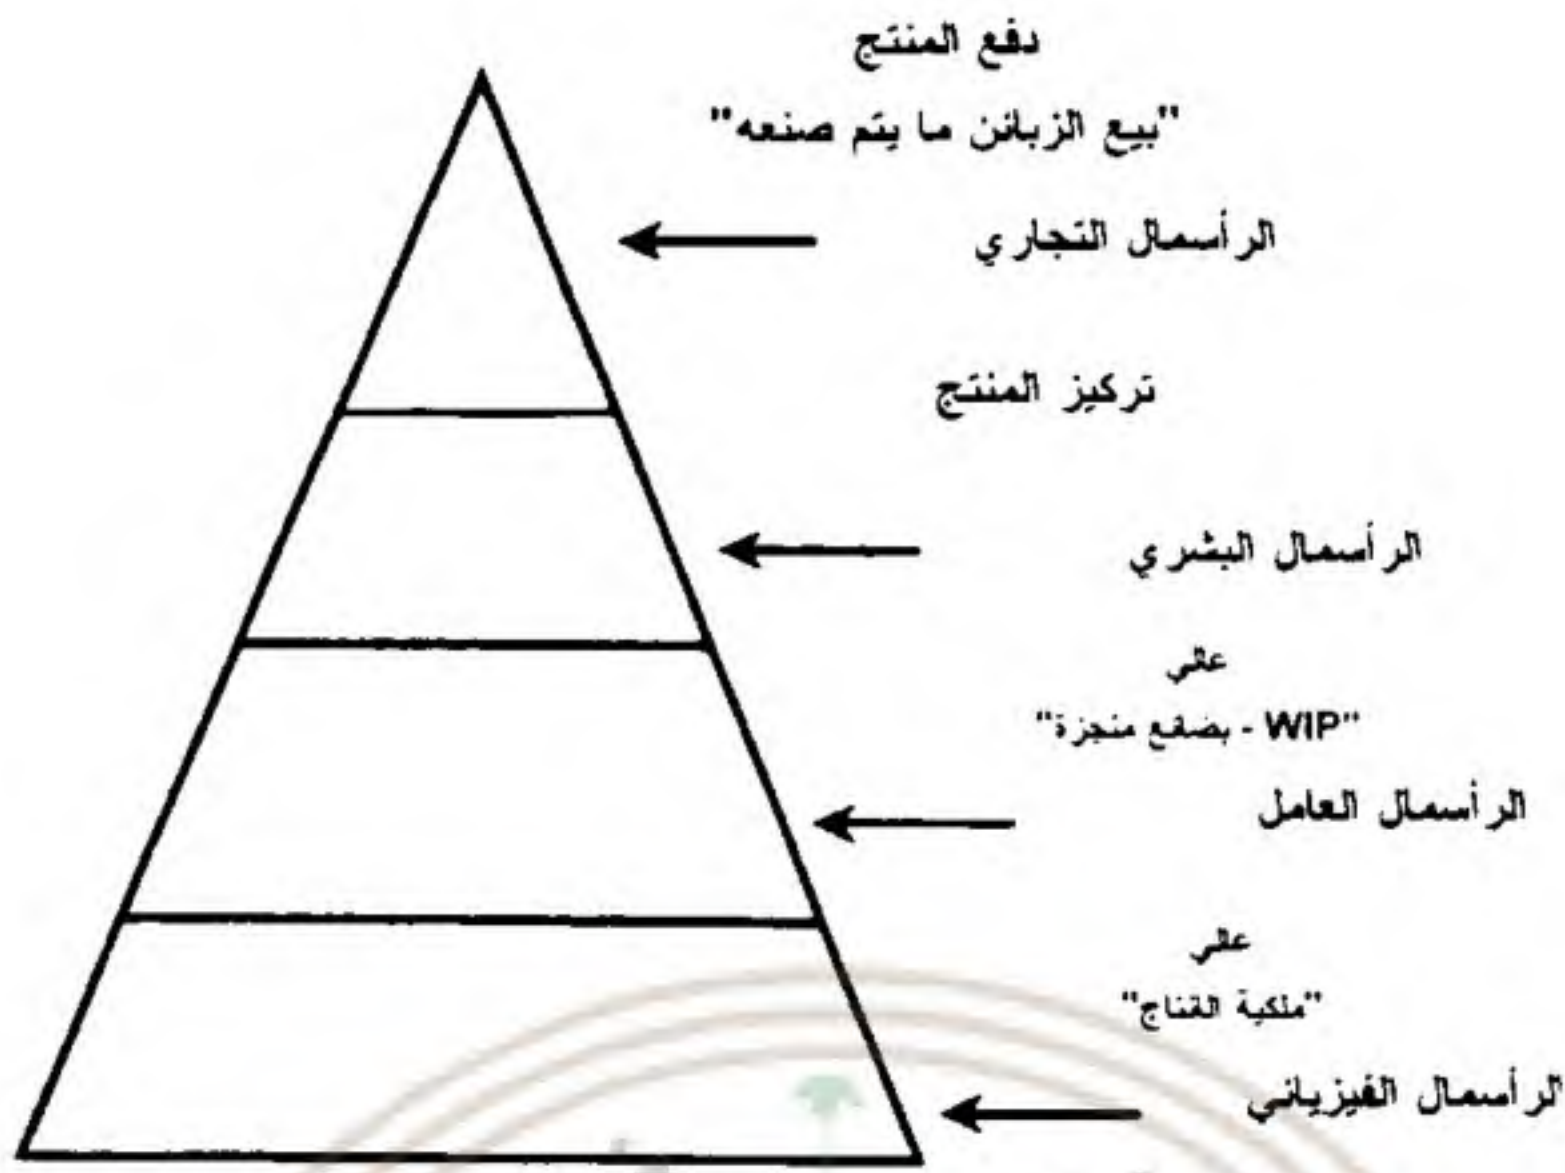 دفع المنتج
"بيع الزبائن ما يتم صنعه"
الرأسمال التجاري
تركيز المنتج
الرأسمال البشري
عالي
"WIP - بضائع منجزة"
الرأسمال العامل
عالي
"ملكية القناج"
الرأسمال الفيزيائي